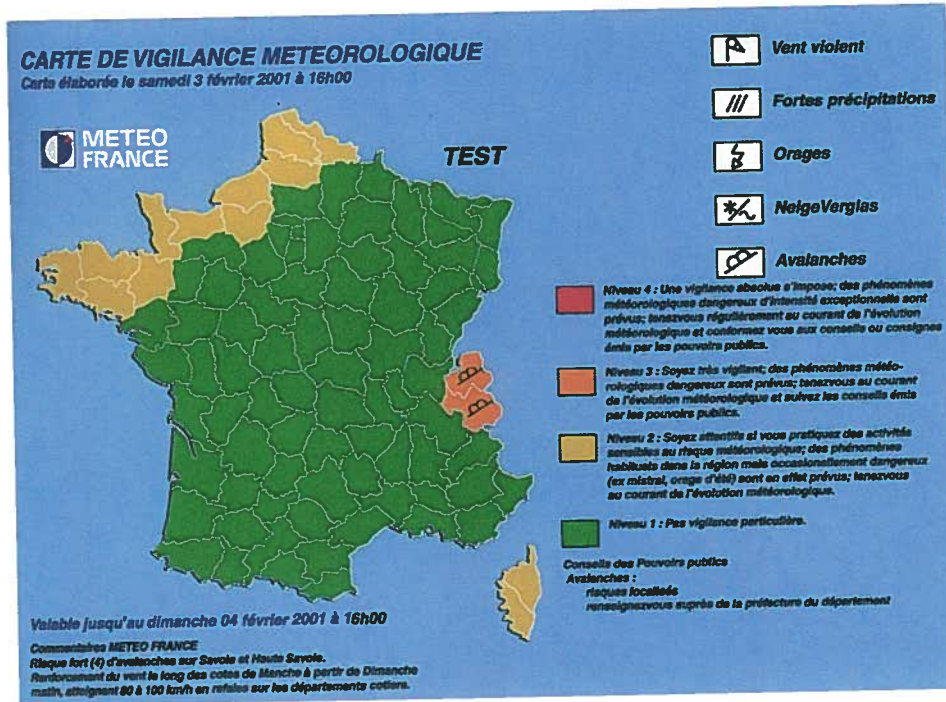 CARTE DE VIGILANCE METEOROLOGIQUE
Carte élaborée le samedi 3 février 2001 à 16h00
METEO
FRANCE
TEST
Vent violent
Fortes précipitations
Orages
NeigeVerglas
Avalanches
Niveau 4 : Une vigilance absolue s'impose; des phénomènes
météorologiques dangereux d'intensité exceptionnelle sont
prévus; tenezvous régulièrement au courant de l'évolution
météorologique et conformez vous aux conseils ou consignes
émis par les pouvoirs publics.
Niveau 3 : Soyez très vigilant; des phénomènes météo-
rologiques dangereux sont prévus; tenezvous au courant
de l'évolution météorologique et suivez les conseils émis
par les pouvoirs publics.
Niveau 2 : Soyez attentifs si vous pratiquez des activités
sensibles au risque météorologique; des phénomènes
habituels dans la région mais occasionellement dangereux
(ex mistral, orage d'été) sont en effet prévus; tenezvous
au courant de l'évolution météorologique.
Niveau 1 : Pas vigilance particulière.
Conseils des Pouvoirs publics
Avalanches :
risques localisés
renseignezvous auprès de la préfecture du département
Valable jusqu'au dimanche 04 février 2001 à 16h00
Commentaires METEO FRANCE
Risque fort (4) d'avalanches sur Savoie et Haute Savoie.
Renforcement du vent le long des cotes de Manche à partir de Dimanche
matin, atteignant 80 à 100 km/h en rafales sur les départements cotiers.